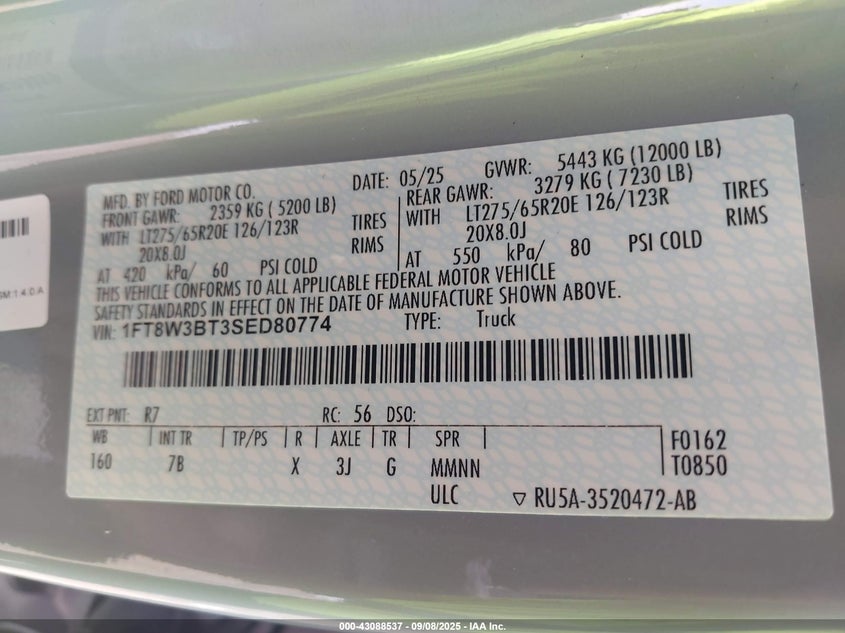 MFD. BY FORD MOTOR CO.
DATE: 05/25
GVWR: 5443 KG (12000 LB)
FRONT GAWR: 2359 KG (5200 LB)
REAR GAWR: 3279 KG (7230 LB)
WITH LT275/65R20E 126/123R TIRES
WITH LT275/65R20E 126/123R TIRES
20X8.0J RIMS
20X8.0J RIMS
AT 420 kPa/ 60 PSI COLD
AT 550 kPa/ 80 PSI COLD
THIS VEHICLE CONFORMS TO ALL APPLICABLE FEDERAL MOTOR VEHICLE
SAFETY STANDARDS IN EFFECT ON THE DATE OF MANUFACTURE SHOWN ABOVE.
VIN: 1FT8W3BT3SED80774 TYPE: Truck
EXT PNT: R7 RC: 56 DSO:
WB INT TR TP/PS R AXLE TR SPR
160 7B X 3J G MMNN
ULC
F0162
T0850
▽ RU5A-3520472-AB
000-43088537 - 09/08/2025 - IAA Inc.